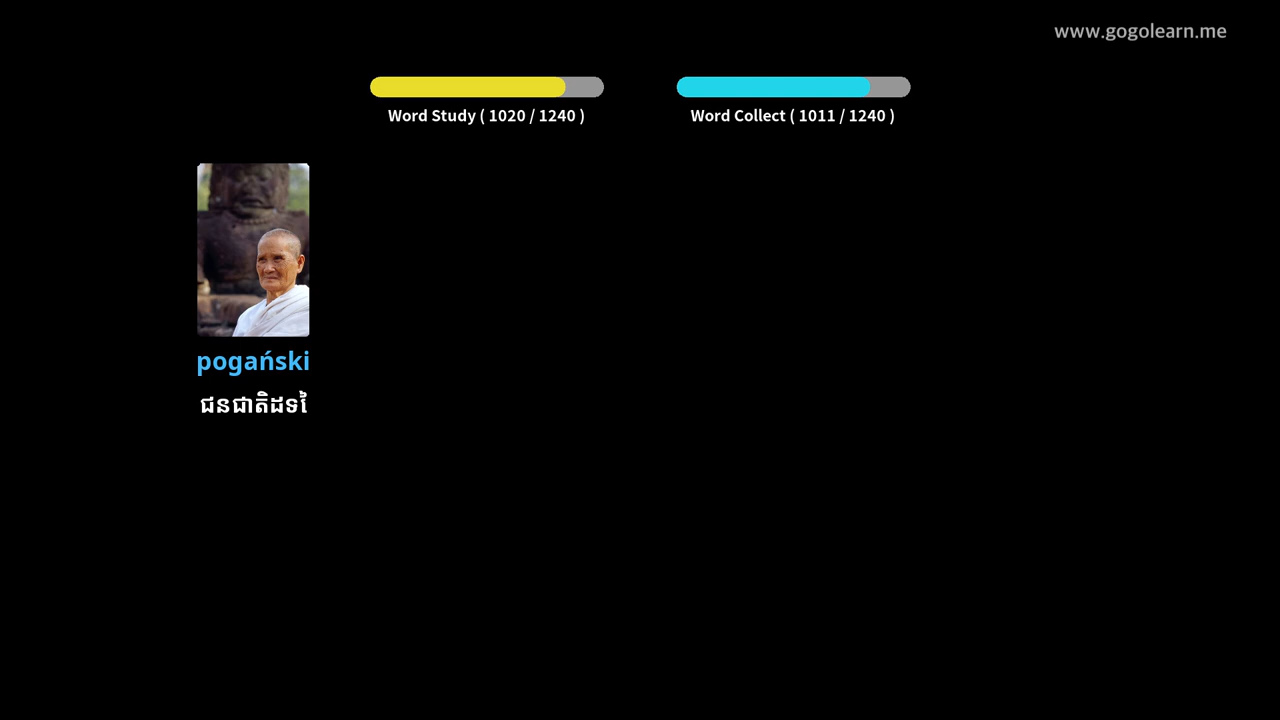 www.gogolearn.me
Word Study ( 1020 / 1240 )
Word Collect ( 1011 / 1240 )
pogański
ជនជាតិដទៃ